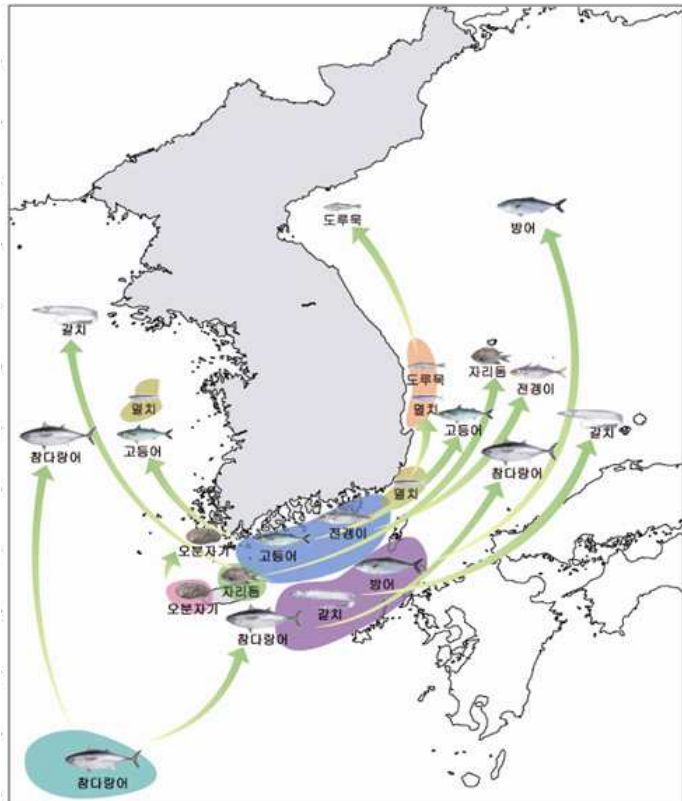 도루묵
방어
갈치
도루묵
자리돔
전갱이
멸치
멸치
고등어
갈치
참다랑어
고등어
참다랑어
멸치
오분자기
고등어
전갱이
방어
오분자기
자리돔
갈치
참다랑어
참다랑어